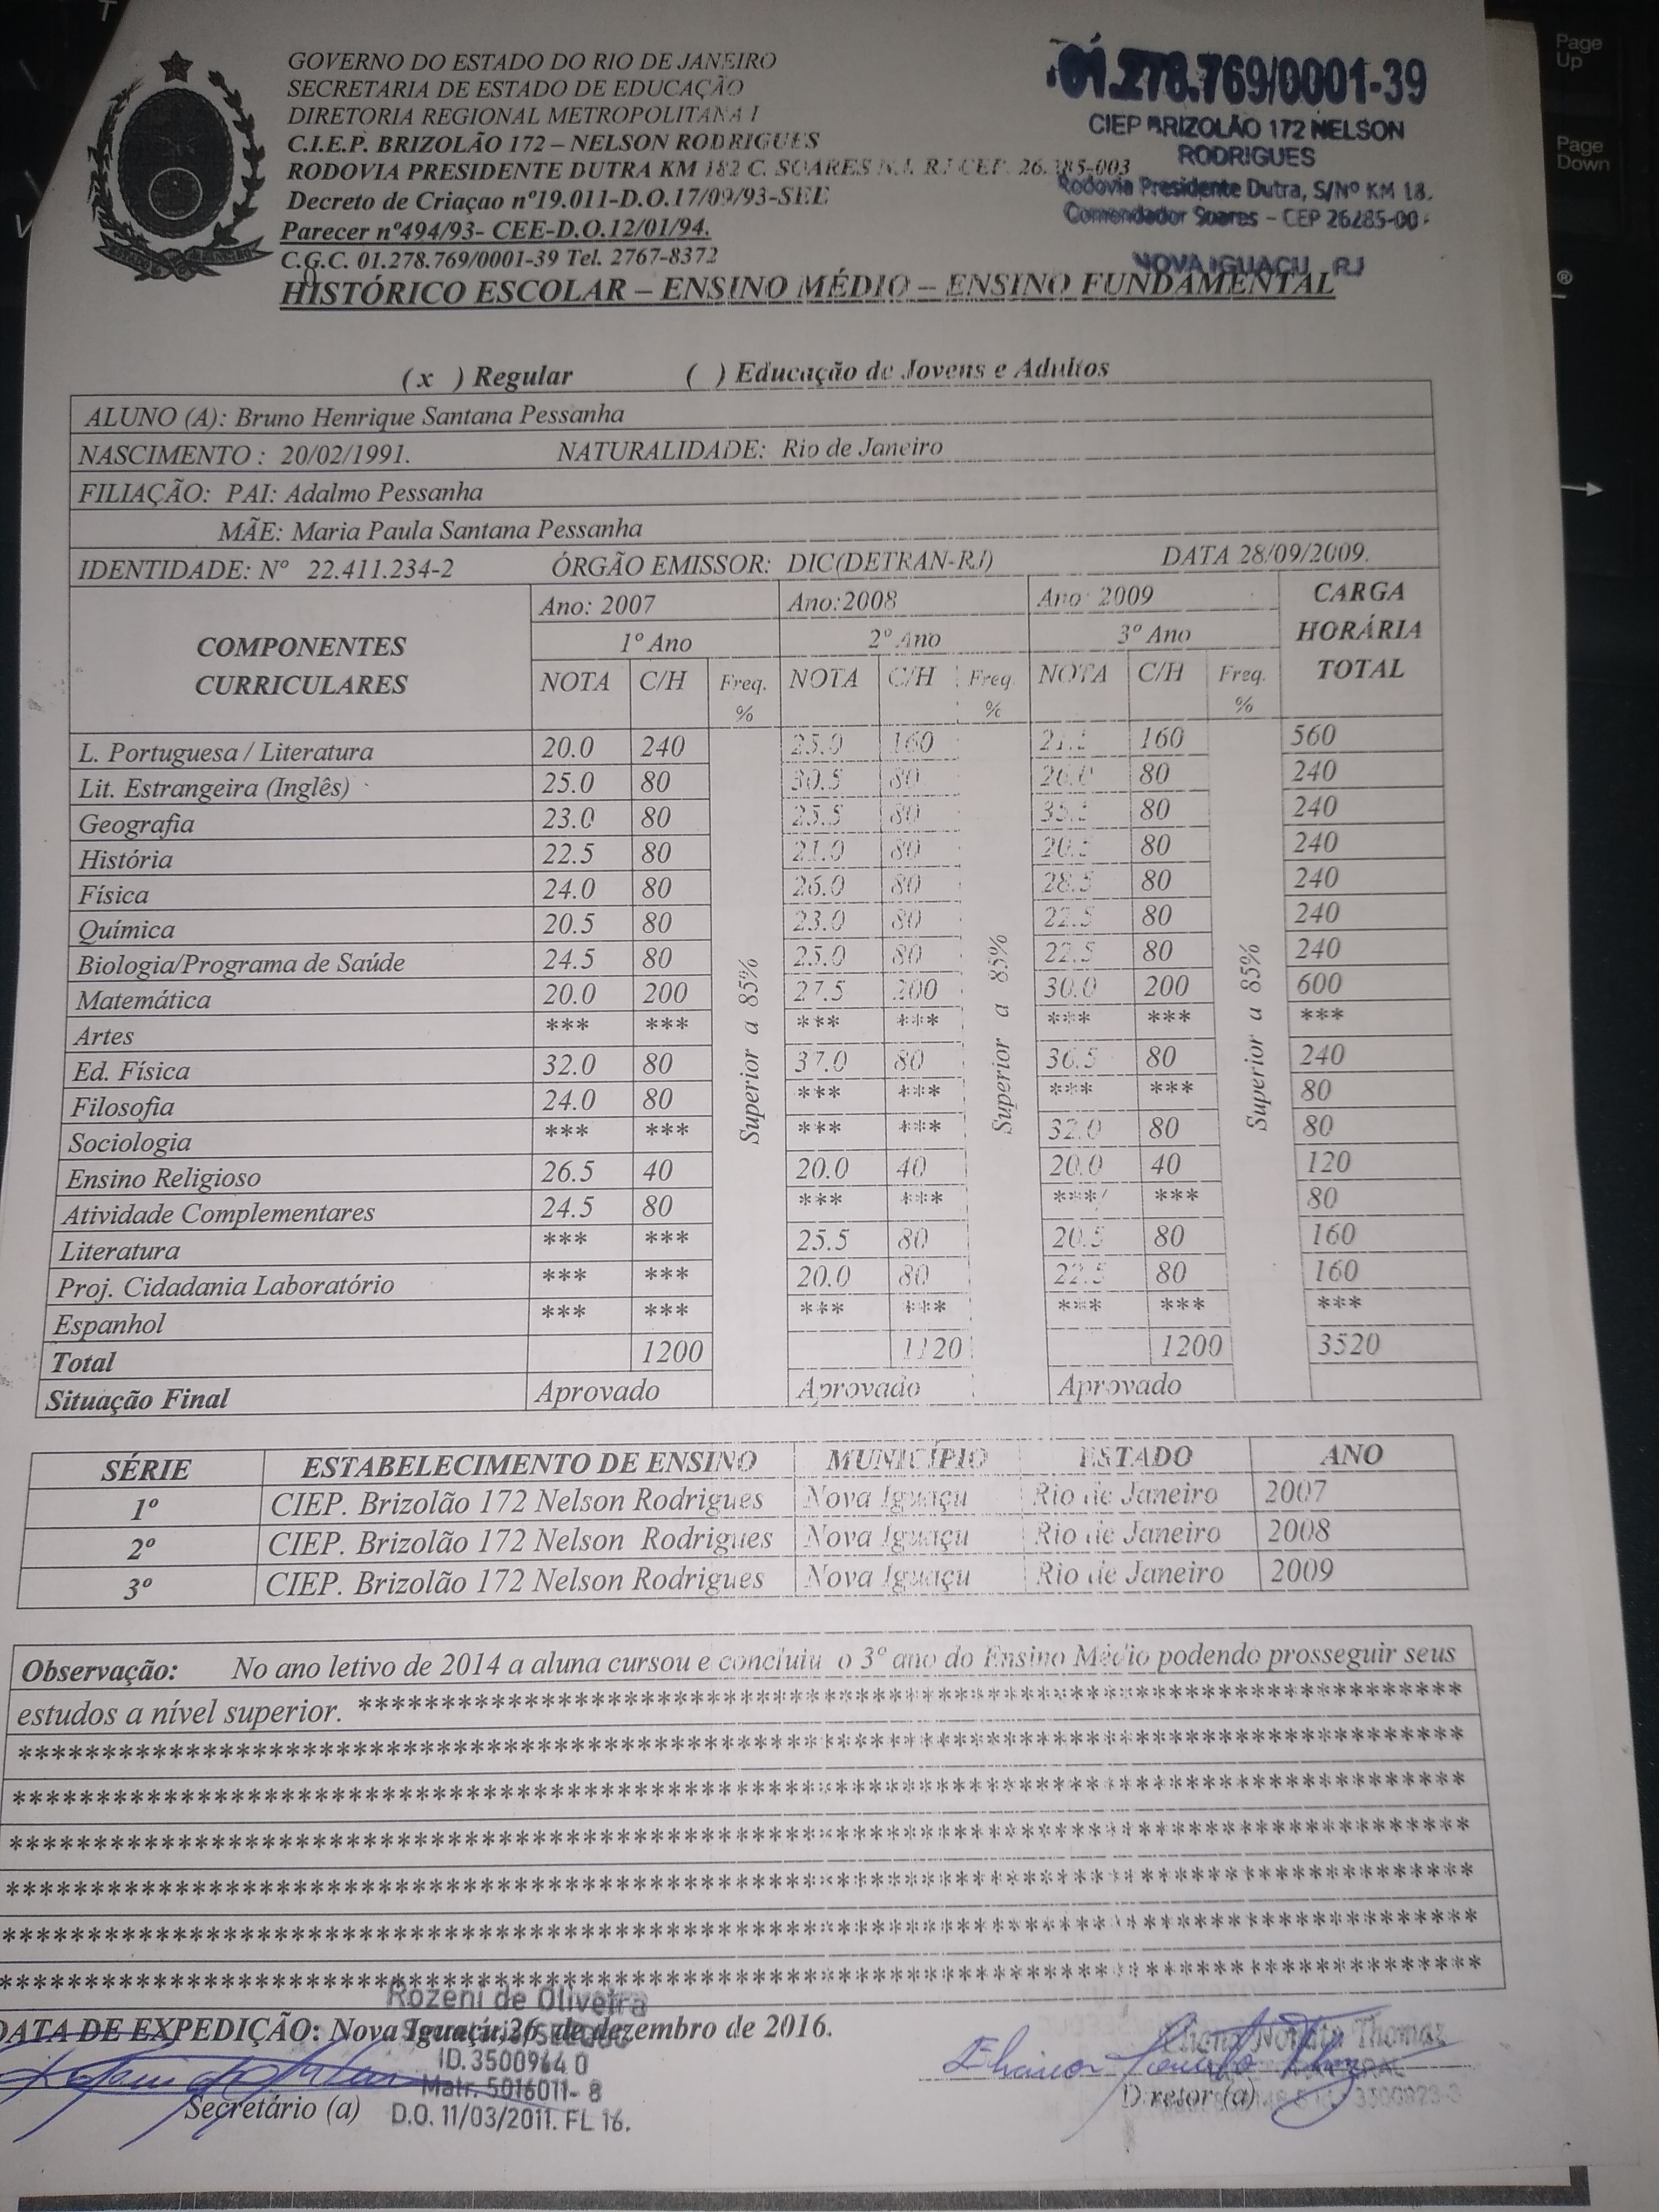 GOVERNO DO ESTADO DO RIO DE JANEIRO
SECRETARIA DE ESTADO DE EDUCAÇÃO
DIRETORIA REGIONAL METROPOLITANA I
C.I.E.P. BRIZOLÃO 172 – NELSON RODRIGUES
RODOVIA PRESIDENTE DUTRA KM 182 C. SOARES N.I. RJ CEP. 26.385-003
Decreto de Criaçao nº19.011-D.O.17/09/93-SEE
Parecer nº494/93- CEE-D.O.12/01/94.
C.G.C. 01.278.769/0001-39 Tel. 2767-8372
01.278.769/0001-39
CIEP BRIZOLÃO 172 NELSON
RODRIGUES
Rodovia Presidente Dutra, S/Nº KM 18.
Comendador Soares – CEP 26285-00
NOVA IGUAÇU RJ
HISTÓRICO ESCOLAR – ENSINO MÉDIO – ENSINO FUNDAMENTAL
( x ) Regular ( ) Educação de Jovens e Adultos
ALUNO (A): Bruno Henrique Santana Pessanha
NASCIMENTO : 20/02/1991. NATURALIDADE: Rio de Janeiro
FILIAÇÃO: PAI: Adalmo Pessanha
MÃE: Maria Paula Santana Pessanha
IDENTIDADE: Nº 22.411.234-2 ÓRGÃO EMISSOR: DIC(DETRAN-RJ) DATA 28/09/2009.
COMPONENTES CURRICULARES Ano: 2007 Ano:2008 Ano: 2009 CARGA HORÁRIA TOTAL
1º Ano 2º Ano 3º Ano
NOTA C/H Freq. % NOTA C/H Freq. % NOTA C/H Freq. %
L. Portuguesa / Literatura 20.0 240 25.0 160 160 560
Lit. Estrangeira (Inglês) 25.0 80 30.5 80 26.0 80 240
Geografia 23.0 80 25.5 80 35.5 80 240
História 22.5 80 21.0 80 20.5 80 240
Física 24.0 80 26.0 80 28.5 80 240
Química 20.5 80 23.0 80 22.5 80 240
Biologia/Programa de Saúde 24.5 80 25.0 80 22.5 80 240
Matemática 20.0 200 27.5 200 30.0 200 600
Artes *** *** *** *** *** *** ***
Ed. Física 32.0 80 37.0 80 36.5 80 240
Filosofia 24.0 80 *** *** *** *** 80
Sociologia *** *** *** *** 32.0 80 80
Ensino Religioso 26.5 40 20.0 40 20.0 40 120
Atividade Complementares 24.5 80 *** *** *** *** 80
Literatura *** *** 25.5 80 20.5 80 160
Proj. Cidadania Laboratório *** *** 20.0 80 22.5 80 160
Espanhol *** *** *** *** *** *** ***
Total 1200 1120 1200 3520
Situação Final Aprovado Aprovado Aprovado
Superior a 85%
Superior a 85%
Superior a 85%
SÉRIE ESTABELECIMENTO DE ENSINO MUNICÍPIO ESTADO ANO
1º CIEP. Brizolão 172 Nelson Rodrigues Nova Iguaçu Rio de Janeiro 2007
2º CIEP. Brizolão 172 Nelson Rodrigues Nova Iguaçu Rio de Janeiro 2008
3º CIEP. Brizolão 172 Nelson Rodrigues Nova Iguaçu Rio de Janeiro 2009
Observação: No ano letivo de 2014 a aluna cursou e concluiu o 3º ano do Ensino Médio podendo prosseguir seus
estudos a nível superior.
DATA DE EXPEDIÇÃO: Nova Iguaçu,26 de dezembro de 2016.
Rozeni de Oliveira
ID.3500964 0
Matr. 5016011- 8
D.O. 11/03/2011. FL 16.
Secretário (a)
Diretor (a)
Page Up
Page Down